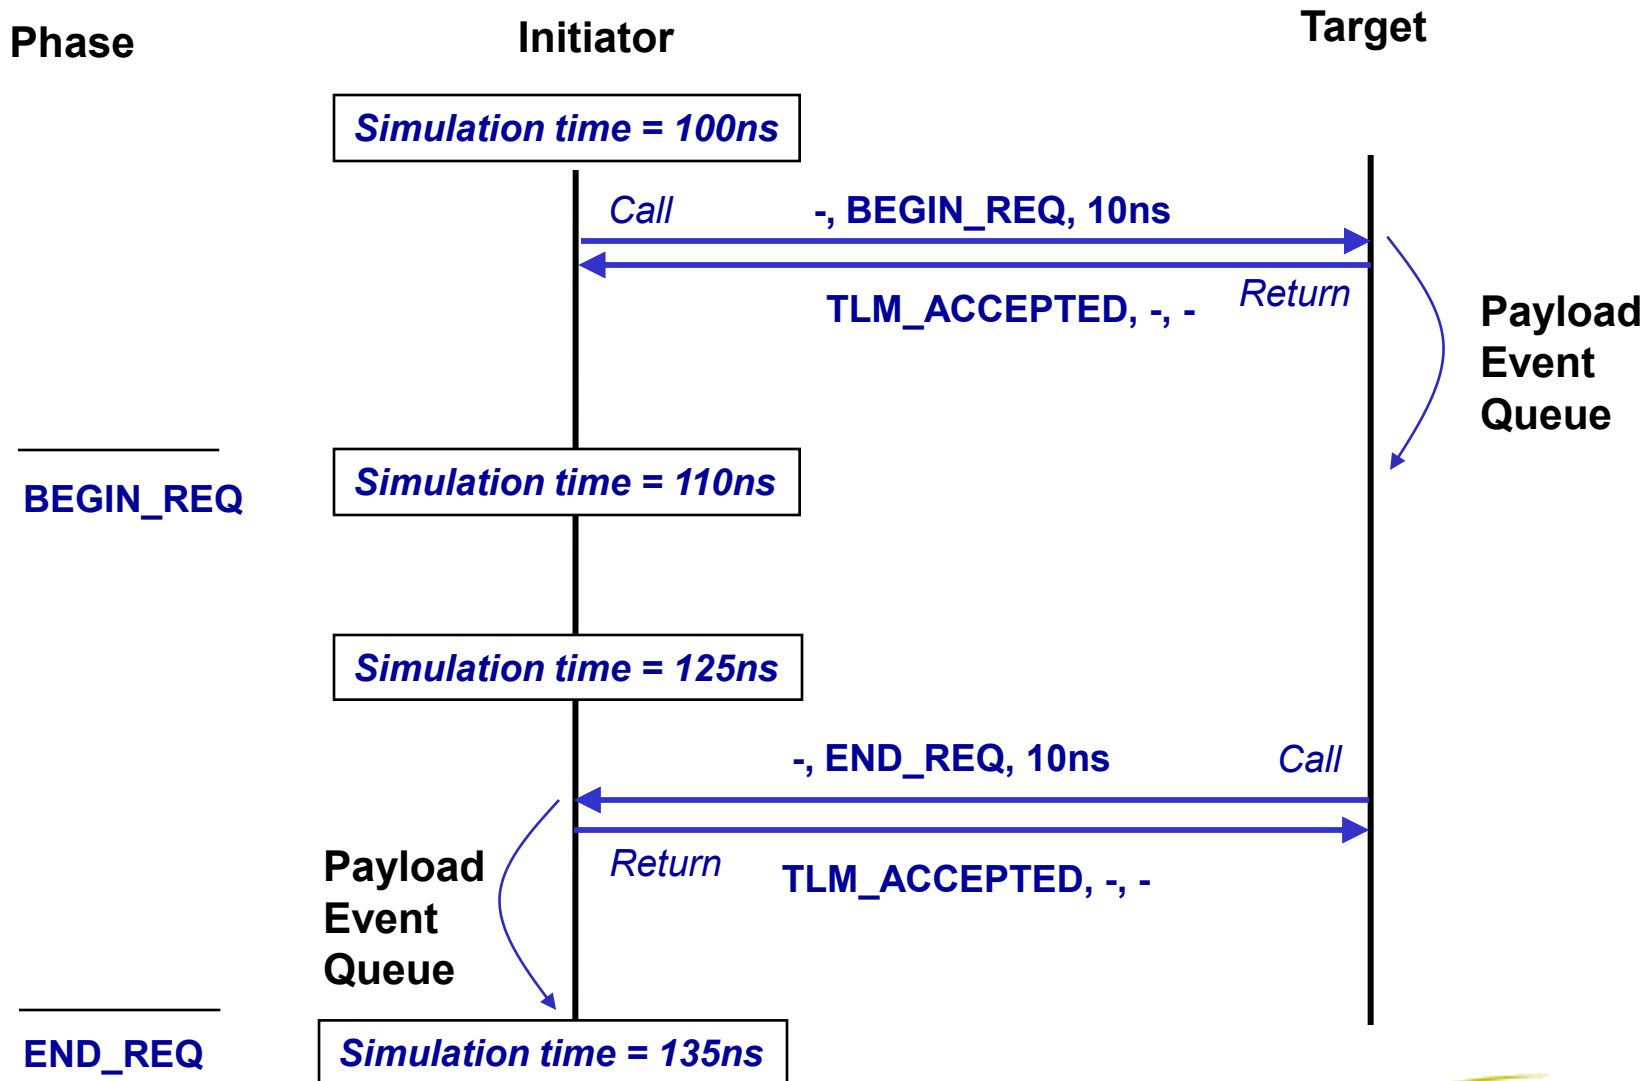 Phase
Initiator
Target
Simulation time = 100ns
Call
-, BEGIN_REQ, 10ns
TLM_ACCEPTED, -, -
Return
Payload
Event
Queue
BEGIN_REQ
Simulation time = 110ns
Simulation time = 125ns
-, END_REQ, 10ns
Call
Return
TLM_ACCEPTED, -, -
Payload
Event
Queue
END_REQ
Simulation time = 135ns